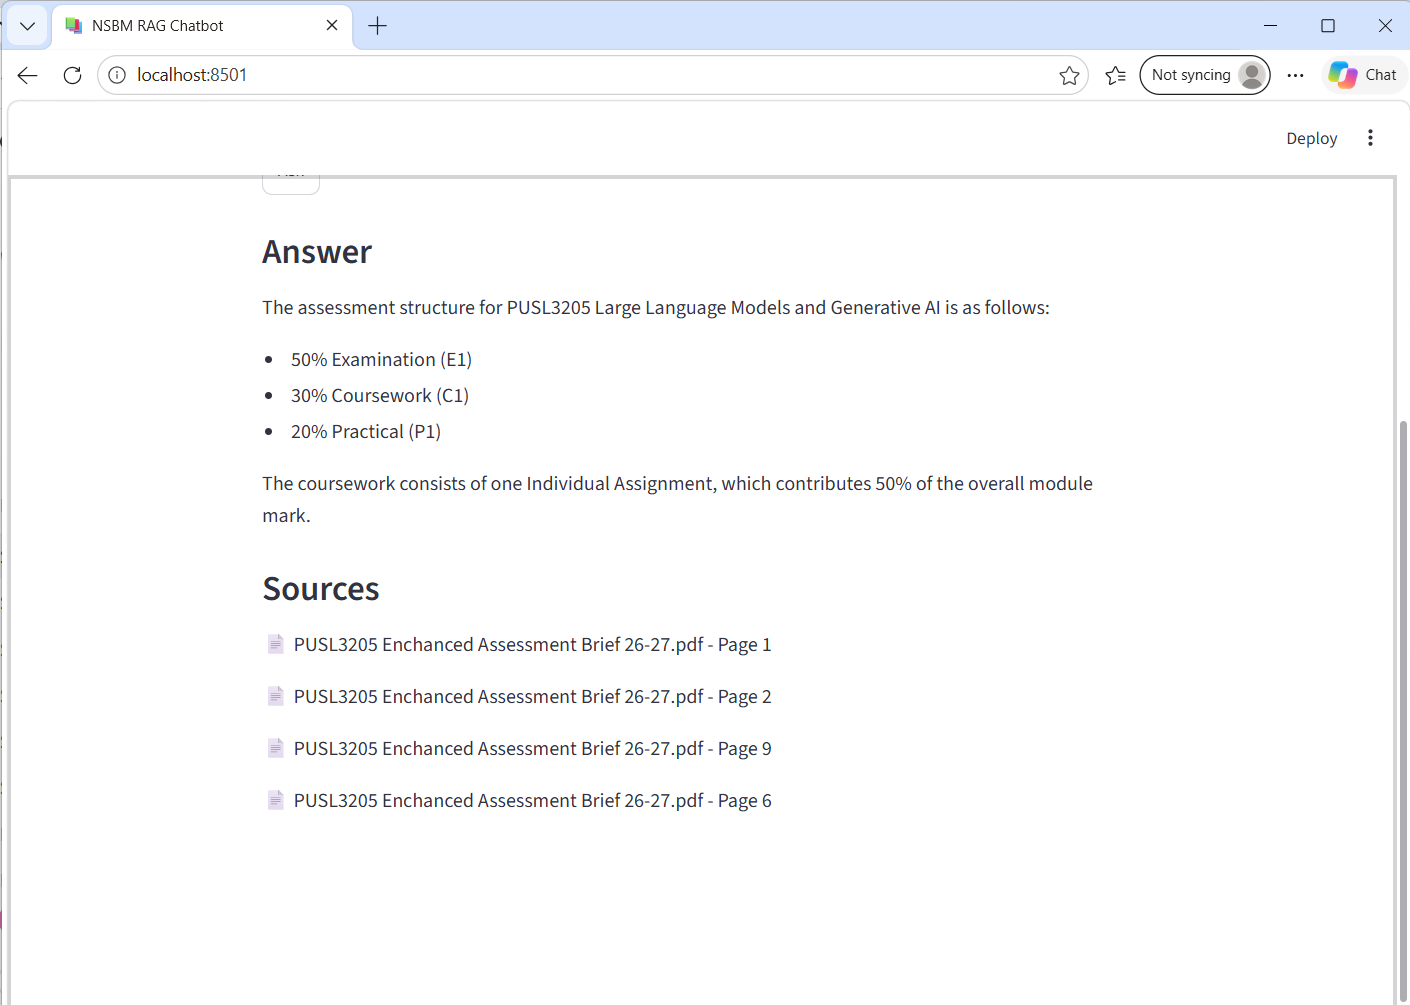 NSBM RAG Chatbot
localhost:8501
Not syncing
Chat
Deploy
Answer
The assessment structure for PUSL3205 Large Language Models and Generative AI is as follows:
50% Examination (E1)
30% Coursework (C1)
20% Practical (P1)
The coursework consists of one Individual Assignment, which contributes 50% of the overall module
mark.
Sources
PUSL3205 Enchanced Assessment Brief 26-27.pdf - Page 1
PUSL3205 Enchanced Assessment Brief 26-27.pdf - Page 2
PUSL3205 Enchanced Assessment Brief 26-27.pdf - Page 9
PUSL3205 Enchanced Assessment Brief 26-27.pdf - Page 6